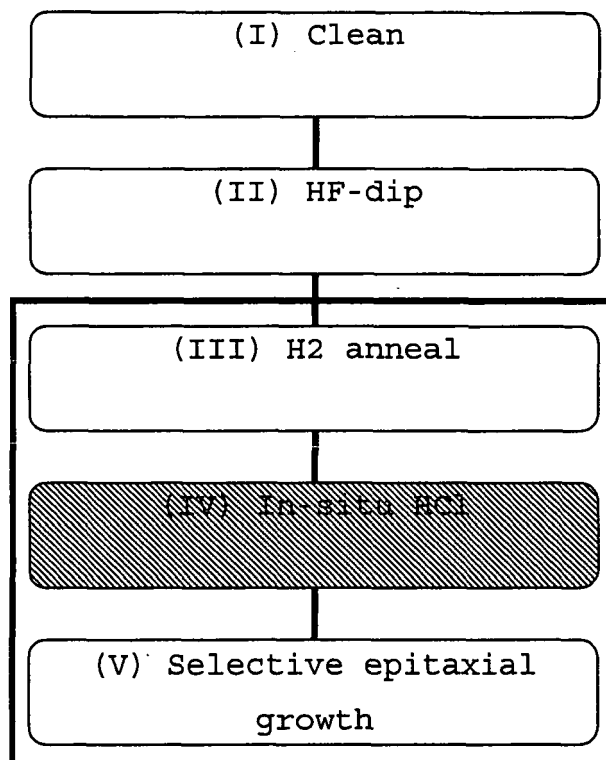 (I) Clean
(II) HF-dip
(III) H2 anneal
(IV) In-situ HCl
(V) Selective epitaxial
growth